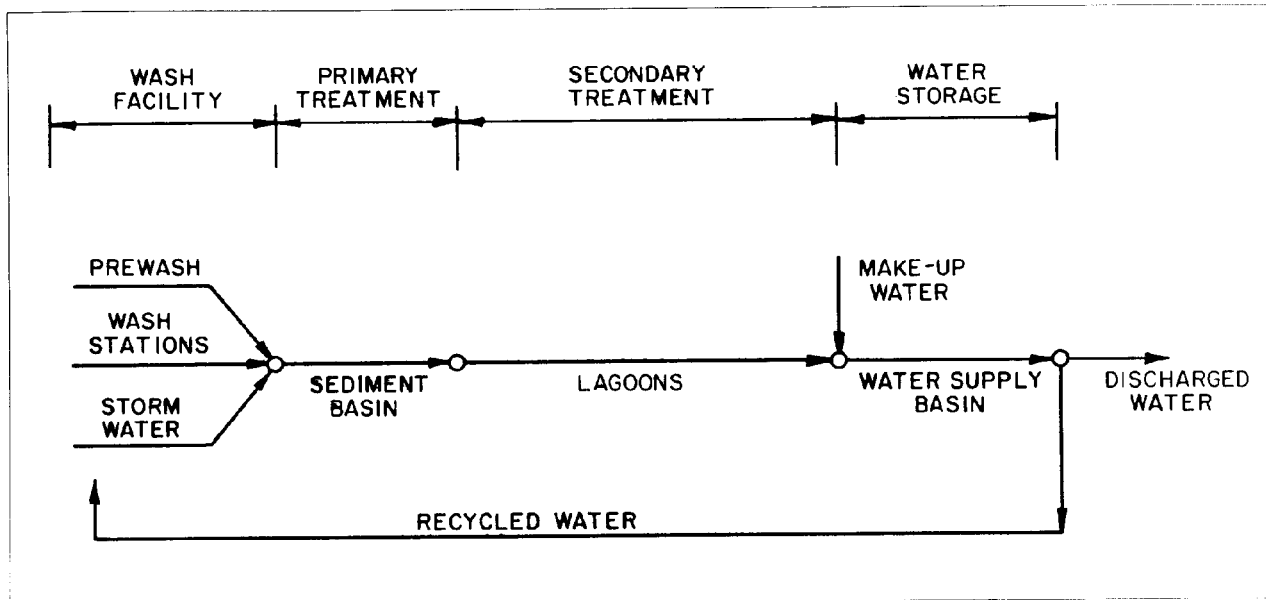 WASH
FACILITY
PRIMARY
TREATMENT
SECONDARY
TREATMENT
WATER
STORAGE
PREWASH
WASH
STATIONS
STORM
WATER
SEDIMENT
BASIN
LAGOONS
MAKE-UP
WATER
WATER SUPPLY
BASIN
DISCHARGED
WATER
RECYCLED WATER